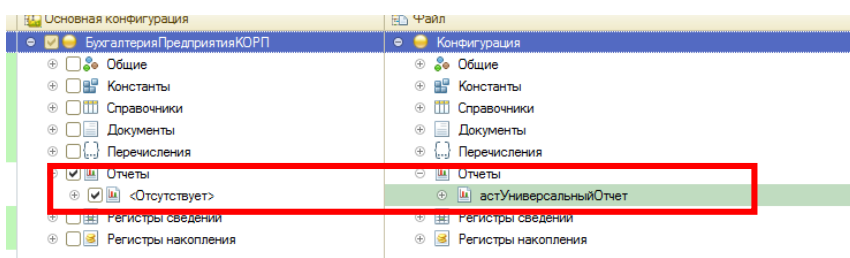 Основная конфигурация Файл
БухгалтерияПредприятияКОРП Конфигурация
Общие Общие
Константы Константы
Справочники Справочники
Документы Документы
Перечисления Перечисления
Отчеты Отчеты
<Отсутствует> астУниверсальныйОтчет
Регистры сведений Регистры сведений
Регистры накопления Регистры накопления